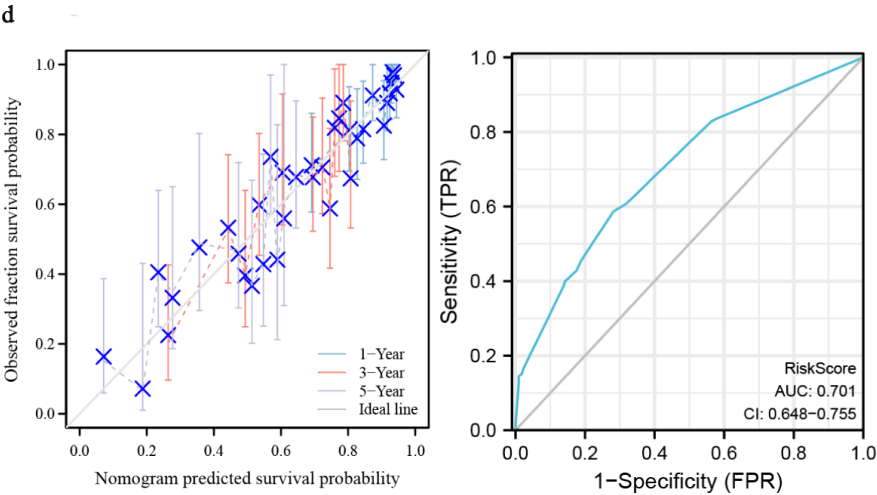 d
Observed fraction survival probability
1.0
0.8
0.6
0.4
0.2
0.0
1−Year
3−Year
5−Year
Ideal line
0.0 0.2 0.4 0.6 0.8 1.0
Nomogram predicted survival probability
Sensitivity (TPR)
1.0
0.8
0.6
0.4
0.2
0.0
RiskScore
AUC: 0.701
CI: 0.648−0.755
0.0 0.2 0.4 0.6 0.8 1.0
1−Specificity (FPR)